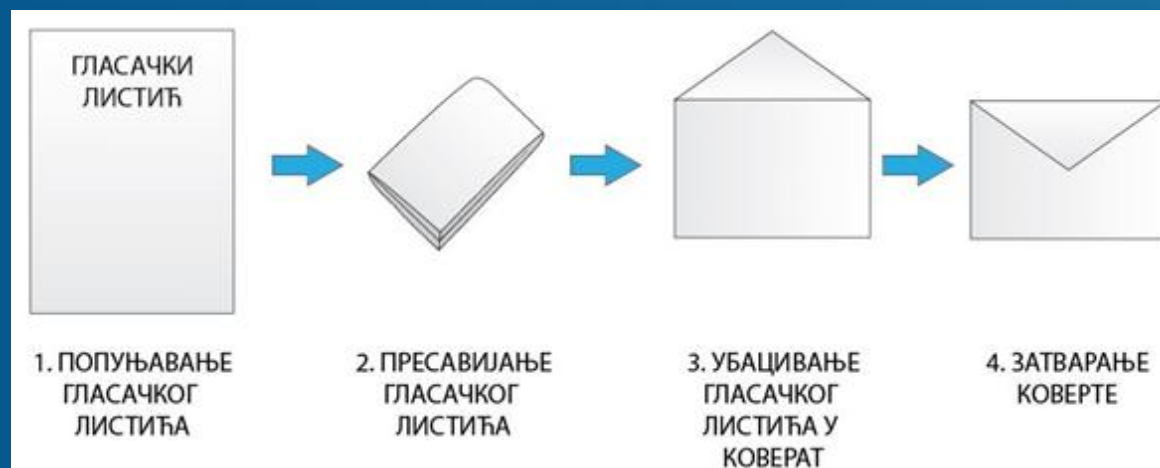 ГЛАСАЧКИ
ЛИСТИЋ
1. ПОПУЊАВАЊЕ
ГЛАСАЧКОГ
ЛИСТИЋА
2. ПРЕСАВИЈАЊЕ
ГЛАСАЧКОГ
ЛИСТИЋА
3. УБАЦИВАЊЕ
ГЛАСАЧКОГ
ЛИСТИЋА У
КОВЕРАТ
4. ЗАТВАРАЊЕ
КОВЕРТЕ